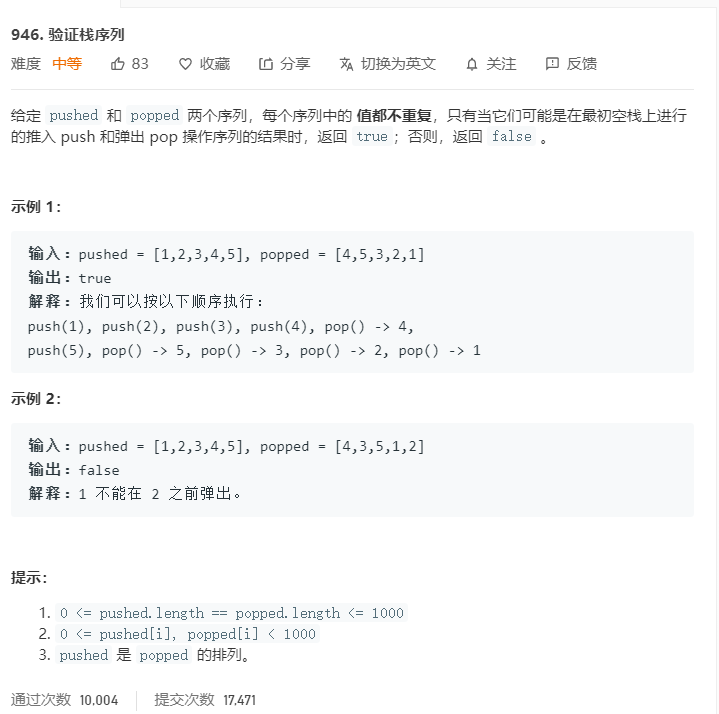 946. 验证栈序列
难度 中等 83 收藏 分享 切换为英文 关注 反馈
给定 pushed 和 popped 两个序列，每个序列中的 值都不重复，只有当它们可能是在最初空栈上进行
的推入 push 和弹出 pop 操作序列的结果时，返回 true；否则，返回 false 。
示例 1：
输入：pushed = [1,2,3,4,5], popped = [4,5,3,2,1]
输出：true
解释：我们可以按以下顺序执行：
push(1), push(2), push(3), push(4), pop() -> 4,
push(5), pop() -> 5, pop() -> 3, pop() -> 2, pop() -> 1
示例 2：
输入：pushed = [1,2,3,4,5], popped = [4,3,5,1,2]
输出：false
解释：1 不能在 2 之前弹出。
提示：
1. 0 <= pushed.length == popped.length <= 1000
2. 0 <= pushed[i], popped[i] < 1000
3. pushed 是 popped 的排列。
通过次数 10,004 提交次数 17,471